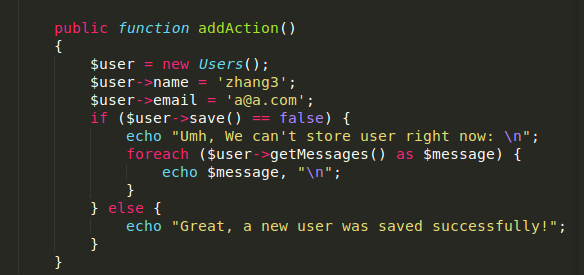 public function addAction()
{
$user = new Users();
$user->name = 'zhang3';
$user->email = 'a@a.com';
if ($user->save() == false) {
echo "Umh, We can't store user right now: \n";
foreach ($user->getMessages() as $message) {
echo $message, "\n";
}
} else {
echo "Great, a new user was saved successfully!";
}
}